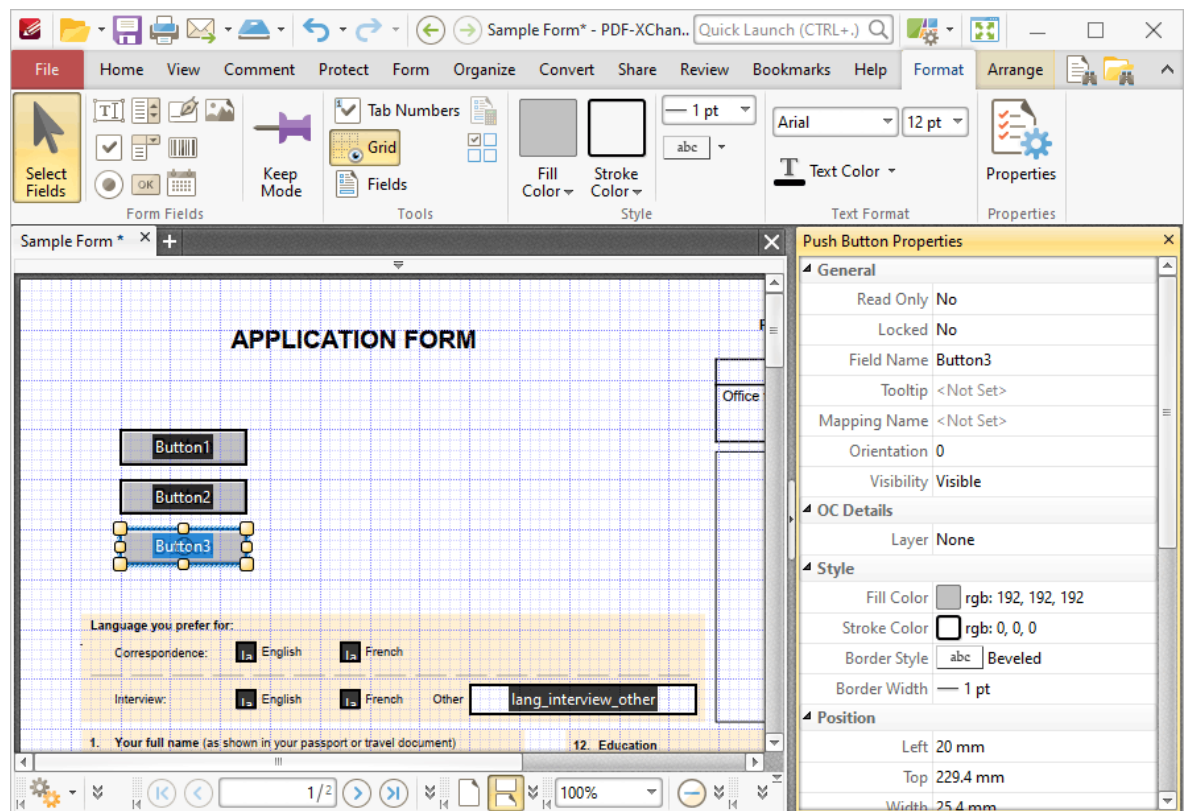 Sample Form* - PDF-XChan..
Quick Launch (CTRL+.)
File Home View Comment Protect Form Organize Convert Share Review Bookmarks Help Format Arrange
Select Fields
OK
Form Fields
Keep Mode
Tab Numbers
Grid
Fields
Tools
Fill Color
Stroke Color
1 pt
abc
Style
Arial
12 pt
Text Color
Text Format
Properties
Properties
Sample Form *
APPLICATION FORM
Office
Button1
Button2
Button3
Language you prefer for:
Correspondence: English French
Interview: English French Other lang_interview_other
1. Your full name (as shown in your passport or travel document)
12. Education
1/2
100%
Push Button Properties
General
Read Only No
Locked No
Field Name Button3
Tooltip <Not Set>
Mapping Name <Not Set>
Orientation 0
Visibility Visible
OC Details
Layer None
Style
Fill Color rgb: 192, 192, 192
Stroke Color rgb: 0, 0, 0
Border Style abc Beveled
Border Width 1 pt
Position
Left 20 mm
Top 229.4 mm
Width 25.4 mm